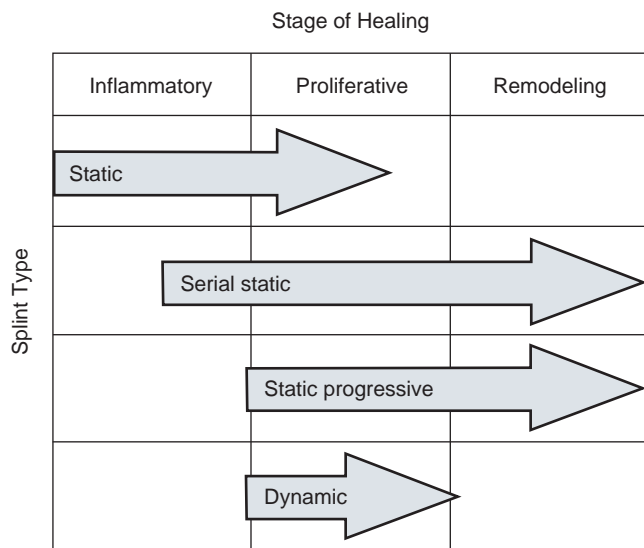 Stage of Healing
Inflammatory
Proliferative
Remodeling
Splint Type
Static
Serial static
Static progressive
Dynamic